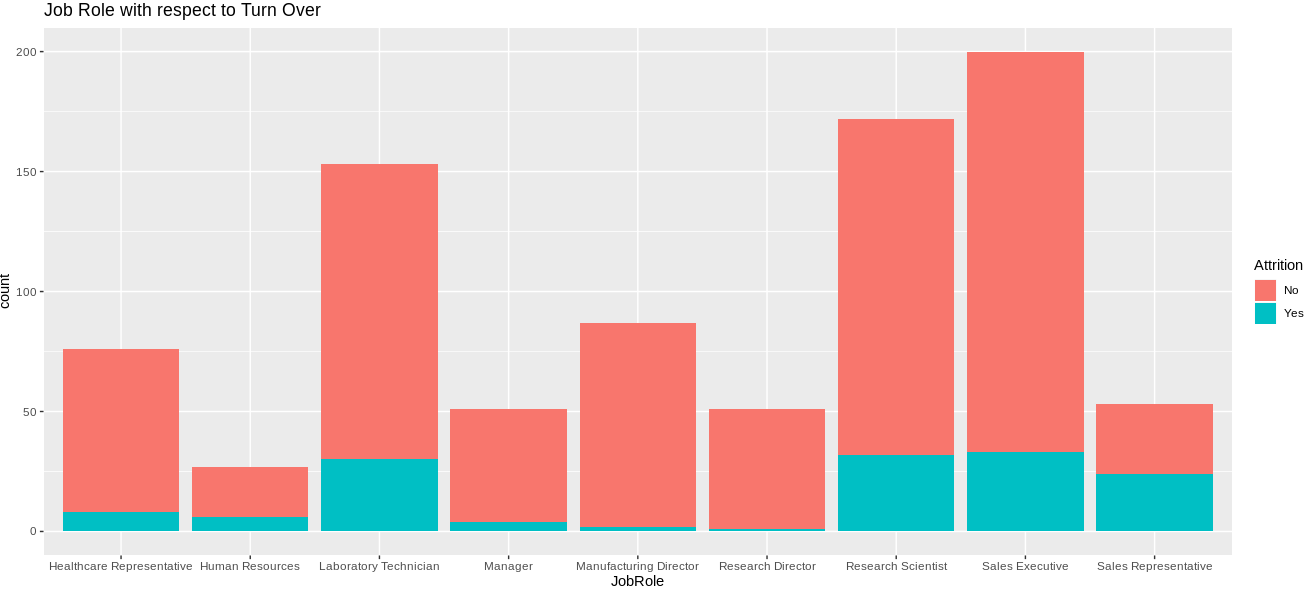 Job Role with respect to Turn Over
200
150
100
50
0
count
Healthcare Representative Human Resources Laboratory Technician Manager Manufacturing Director Research Director Research Scientist Sales Executive Sales Representative
JobRole
Attrition
No
Yes